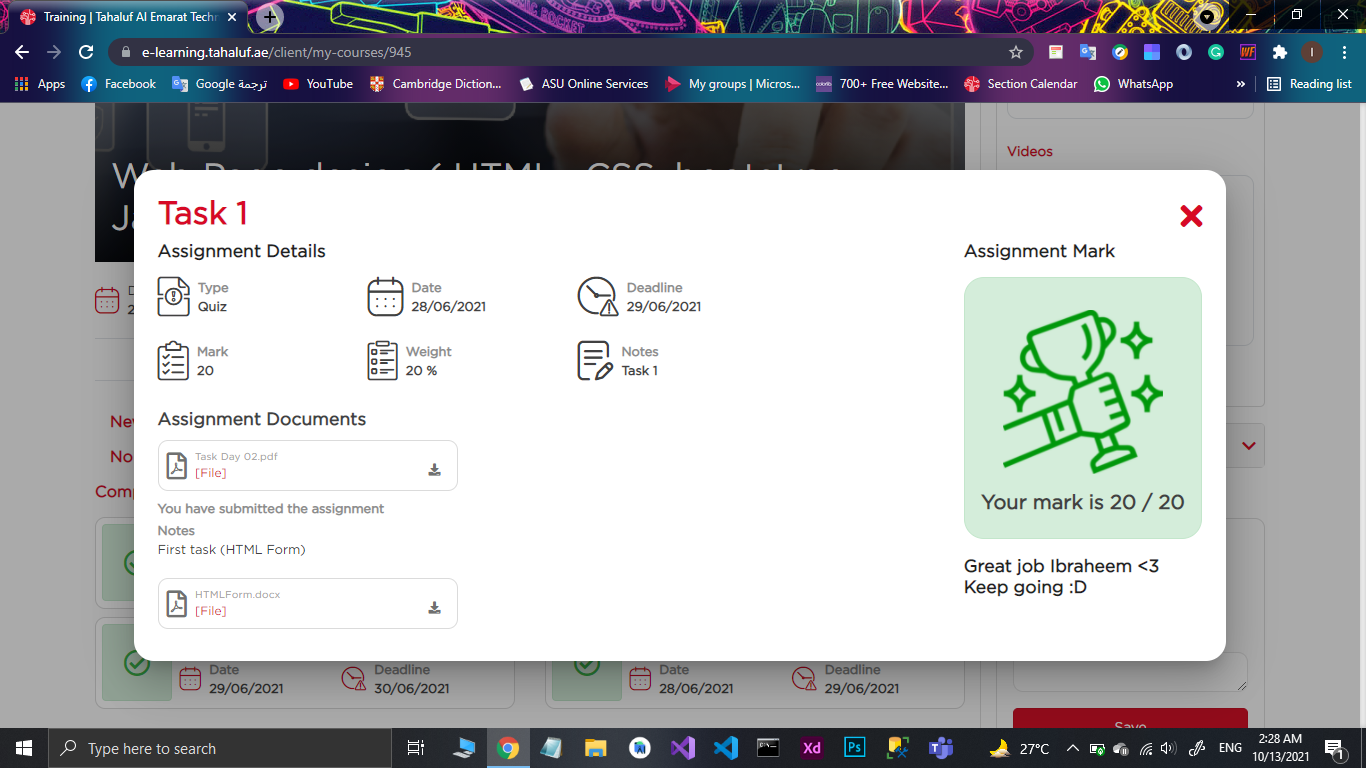 Training | Tahaluf Al Emarat Techn
e-learning.tahaluf.ae/client/my-courses/945
Apps
Facebook
Google ترجمة
YouTube
Cambridge Diction...
ASU Online Services
My groups | Micros...
700+ Free Website...
Section Calendar
WhatsApp
»
Reading list
Videos
Task 1
Assignment Details
Assignment Mark
Type
Quiz
Date
28/06/2021
Deadline
29/06/2021
Mark
20
Weight
20 %
Notes
Task 1
Assignment Documents
Task Day 02.pdf
[File]
You have submitted the assignment
Notes
First task (HTML Form)
HTMLForm.docx
[File]
Your mark is 20 / 20
Great job Ibraheem <3
Keep going :D
Date
29/06/2021
Deadline
30/06/2021
Date
28/06/2021
Deadline
29/06/2021
Save
Type here to search
Xd
Ps
27°C
ENG
2:28 AM
10/13/2021
1